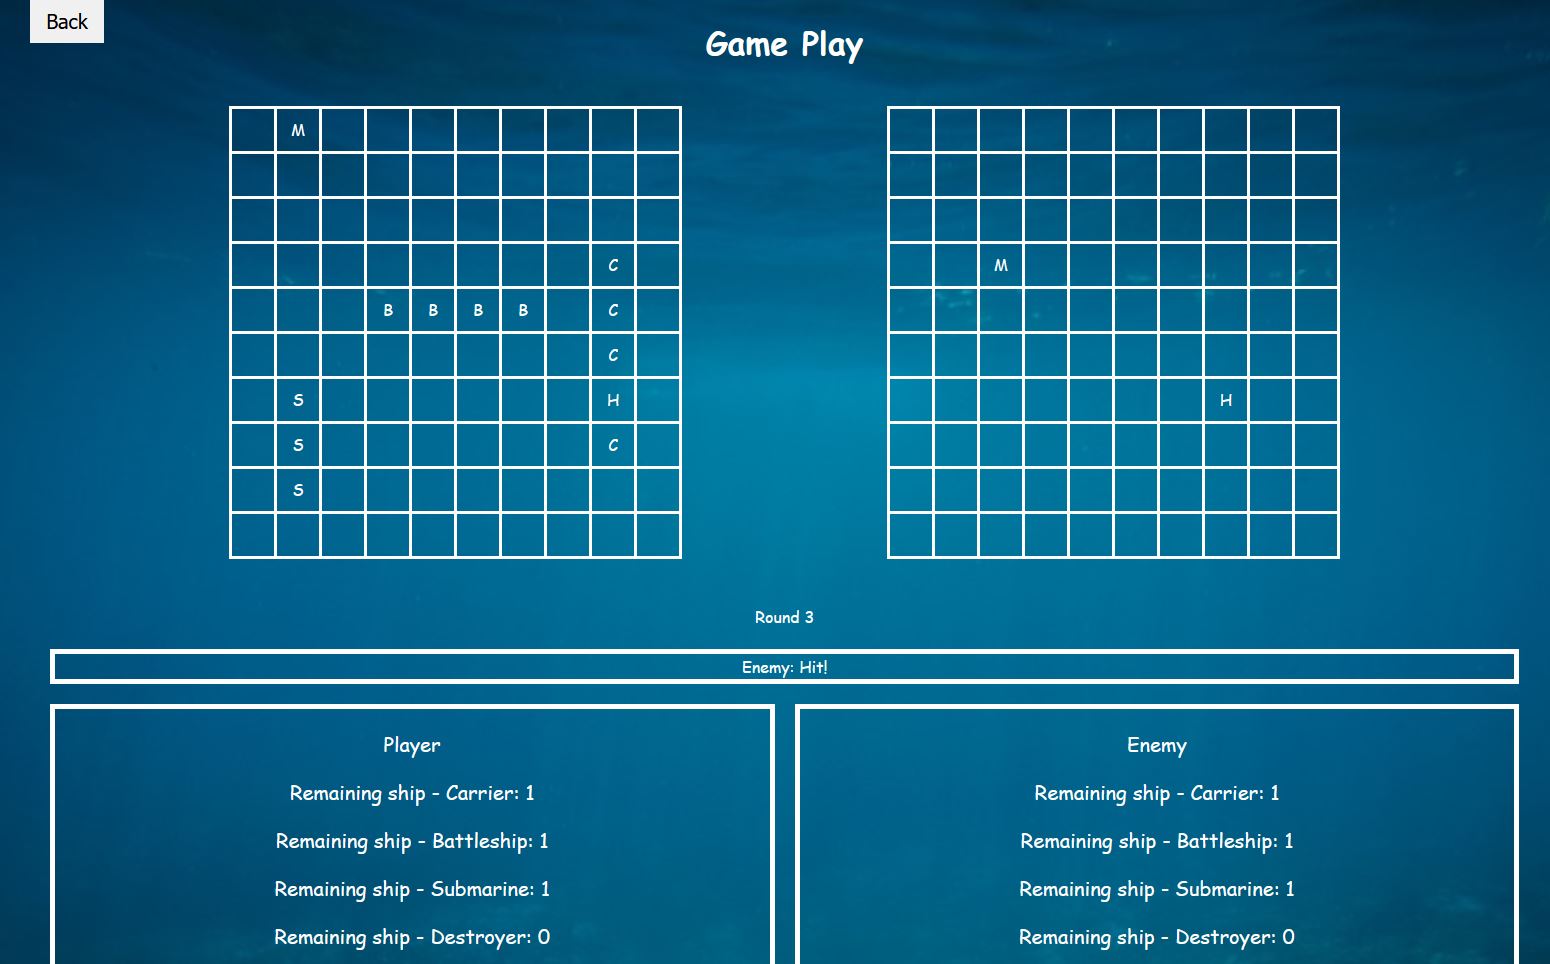 Back
Game Play
M
C
M
B B B B C
C
S H H
S C
S
Round 3
Enemy: Hit!
Player
Remaining ship - Carrier: 1
Remaining ship - Battleship: 1
Remaining ship - Submarine: 1
Remaining ship - Destroyer: 0
Enemy
Remaining ship - Carrier: 1
Remaining ship - Battleship: 1
Remaining ship - Submarine: 1
Remaining ship - Destroyer: 0